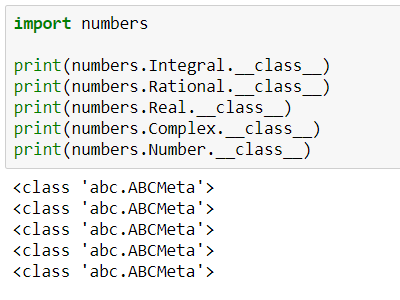 import numbers
print(numbers.Integral.__class__)
print(numbers.Rational.__class__)
print(numbers.Real.__class__)
print(numbers.Complex.__class__)
print(numbers.Number.__class__)
<class 'abc.ABCMeta'>
<class 'abc.ABCMeta'>
<class 'abc.ABCMeta'>
<class 'abc.ABCMeta'>
<class 'abc.ABCMeta'>